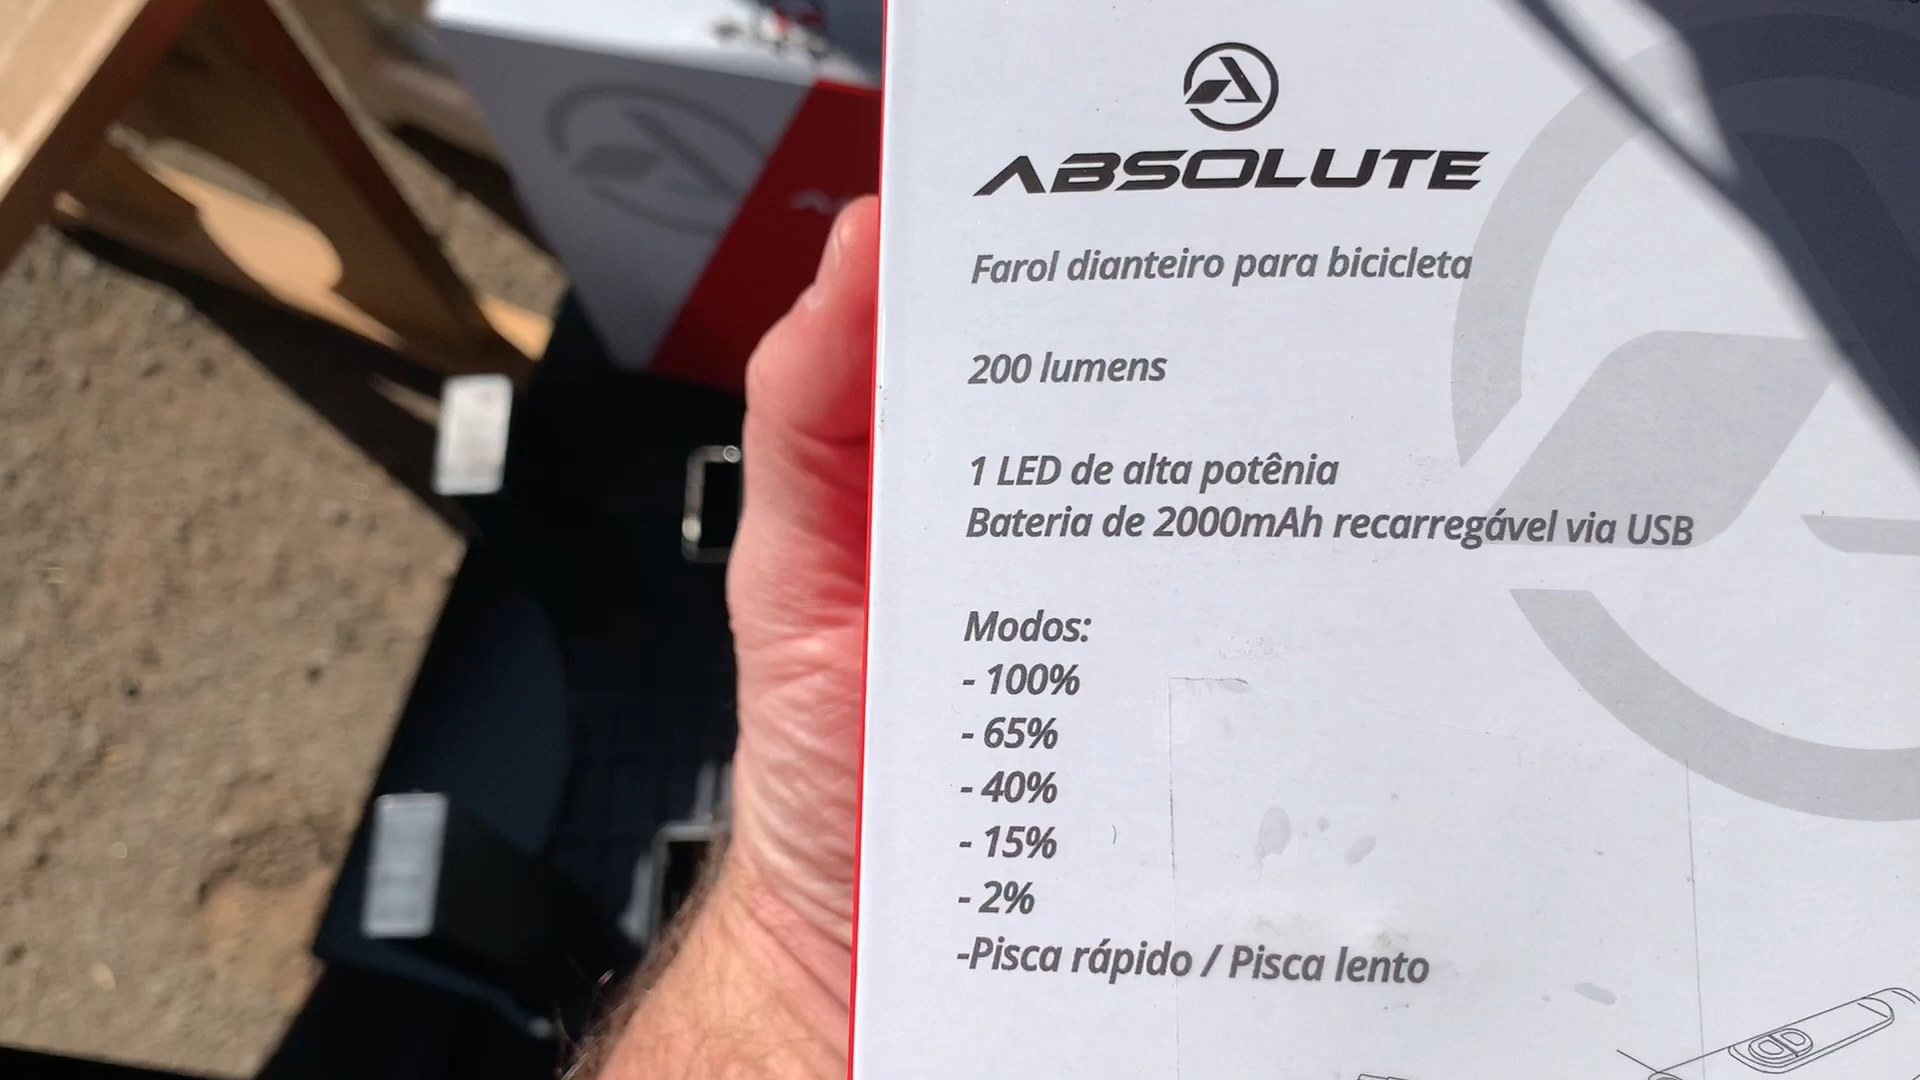 ABSOLUTE
Farol dianteiro para bicicleta
200 lumens
1 LED de alta potênia
Bateria de 2000mAh recarregável via USB
Modos:
- 100%
- 65%
- 40%
- 15%
- 2%
-Pisca rápido / Pisca lento